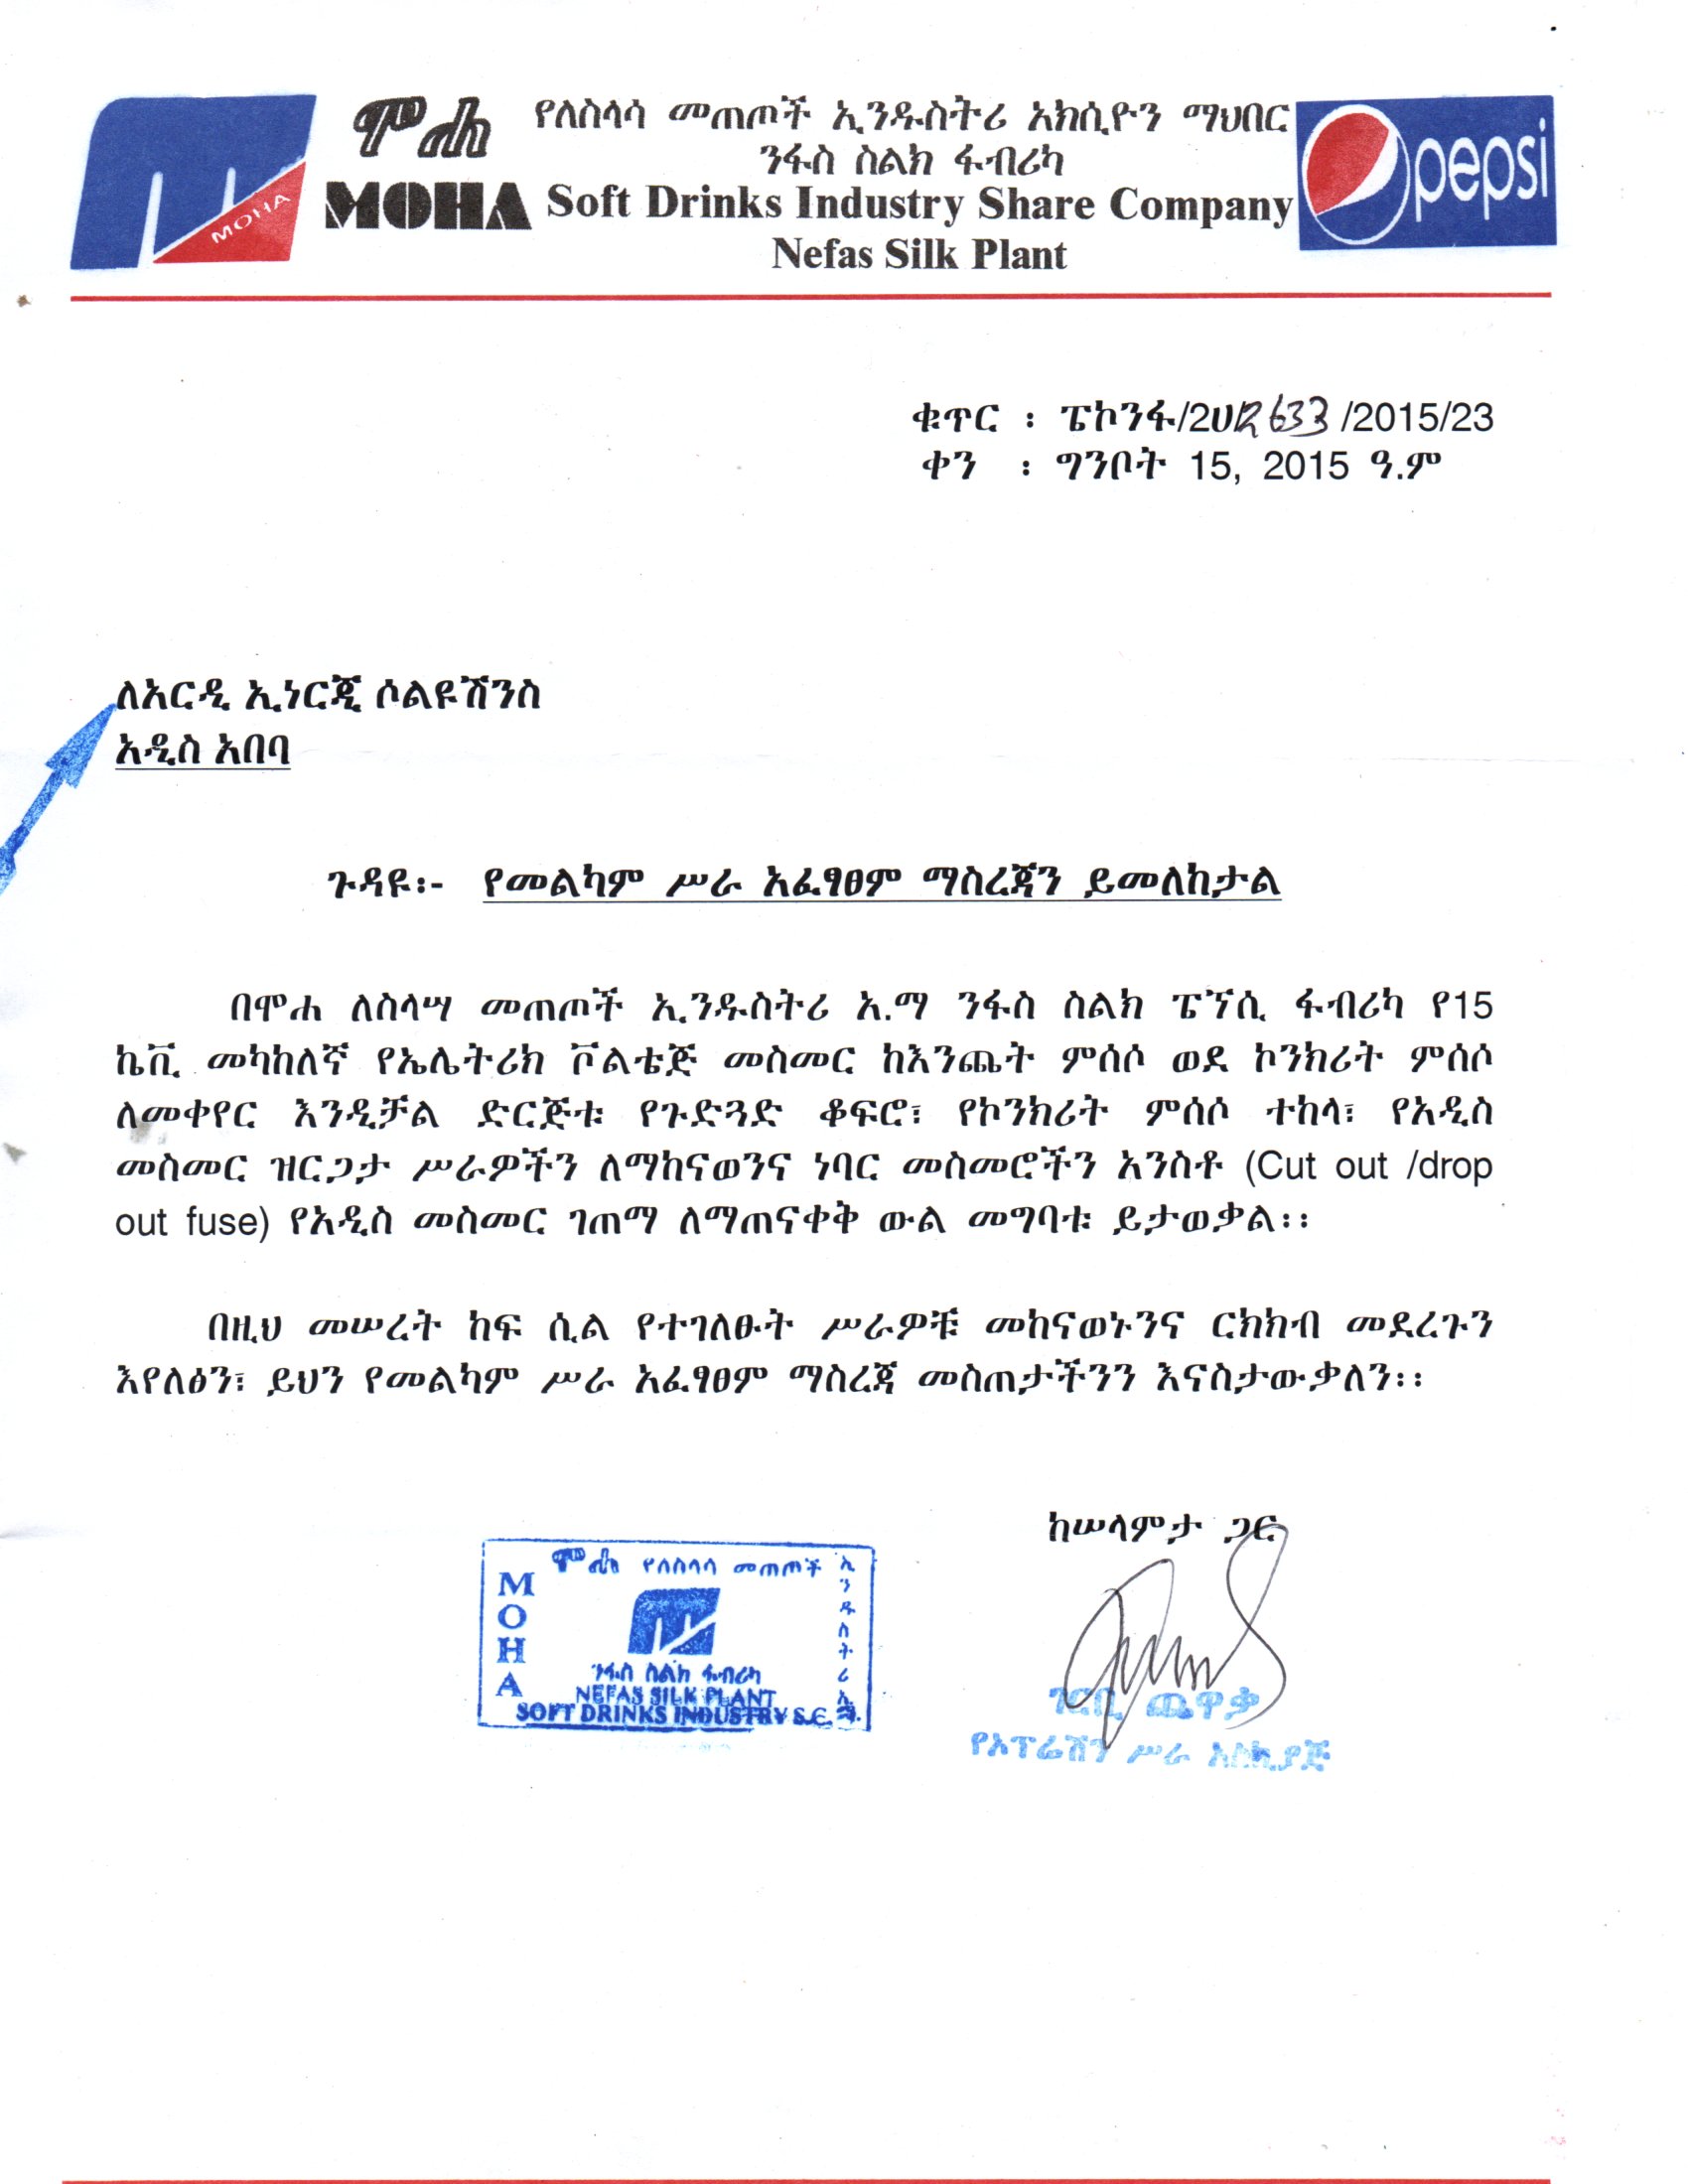 ሞሐ የለስላሳ መጠጦች ኢንዱስትሪ አክሲዮን ማህበር
ንፋስ ስልክ ፋብሪካ
MOHA Soft Drinks Industry Share Company
Nefas Silk Plant
MOHA
pepsi
ቁጥር : ፔኮንፋ/2ሀ/2633/2015/23
ቀን : ግንቦት 15, 2015 ዓ.ም
ለአርዲ ኢነርጂ ሶልዩሽንስ
አዲስ አበባ
ጉዳዩ፡- የመልካም ሥራ አፈፃፀም ማስረጃን ይመለከታል
በሞሐ ለስላሣ መጠጦች ኢንዱስትሪ አ.ማ ንፋስ ስልክ ፔፕሲ ፋብሪካ የ15
ኬቪ መካከለኛ የኤሌትሪክ ቮልቴጅ መስመር ከእንጨት ምሰሶ ወደ ኮንክሪት ምሰሶ
ለመቀየር እንዲቻል ድርጅቱ የጉድጓድ ቆፍሮ፣ የኮንክሪት ምሰሶ ተከላ፣ የአዲስ
መስመር ዝርጋታ ሥራዎችን ለማከናወንና ነባር መስመሮችን አንስቶ (Cut out /drop
out fuse) የአዲስ መስመር ገጠማ ለማጠናቀቅ ውል መግባቱ ይታወቃል፡፡
በዚህ መሠረት ከፍ ሲል የተገለፁት ሥራዎቹ መከናወኑንና ርክክብ መደረጉን
እየለፅን፣ ይህን የመልካም ሥራ አፈፃፀም ማስረጃ መስጠታችንን እናስታውቃለን፡፡
ከሠላምታ ጋር
MOHA
ሞሐ የለስላሳ መጠጦች
ኢንዱስትሪ አ.ማ.
ንፋስ ስልክ ፋብሪካ
NEFAS SILK PLANT
SOFT DRINKS INDUSTRY S.C.
ጨዋቃ
የኦፐሬሽን ሥራ አስኪያጅ